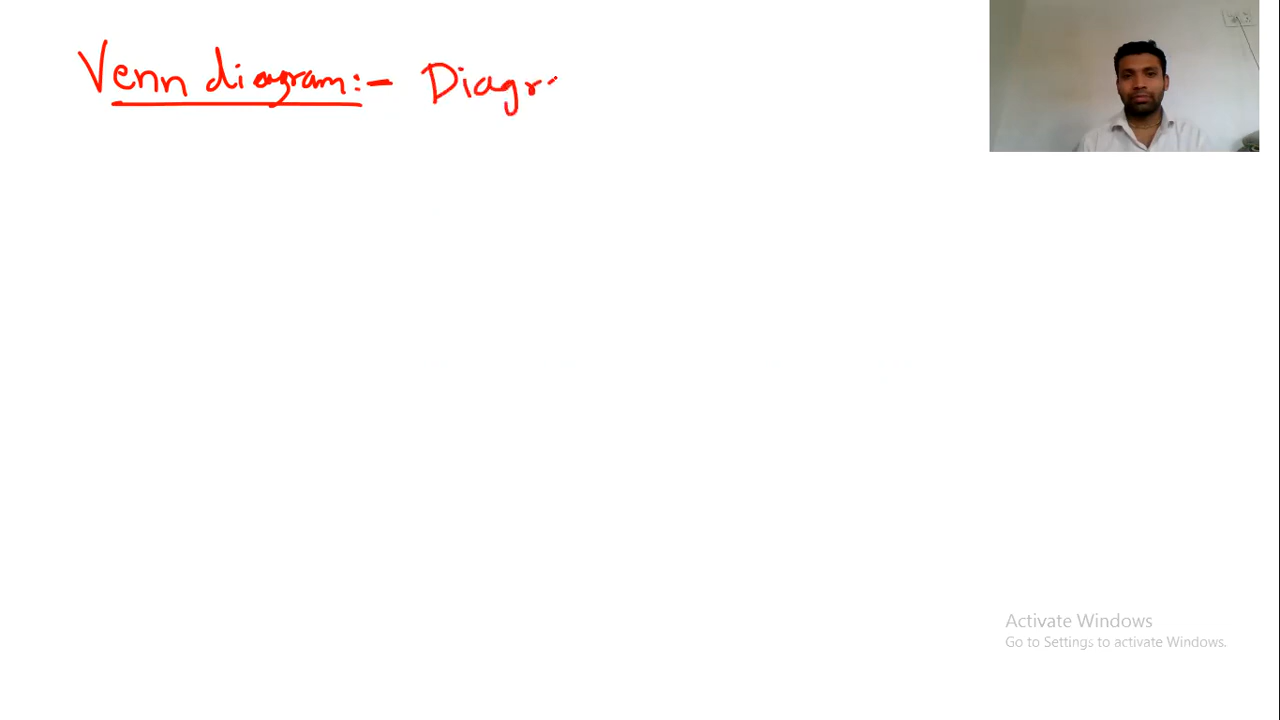 Venn diagram:- Diagr
Activate Windows
Go to Settings to activate Windows.